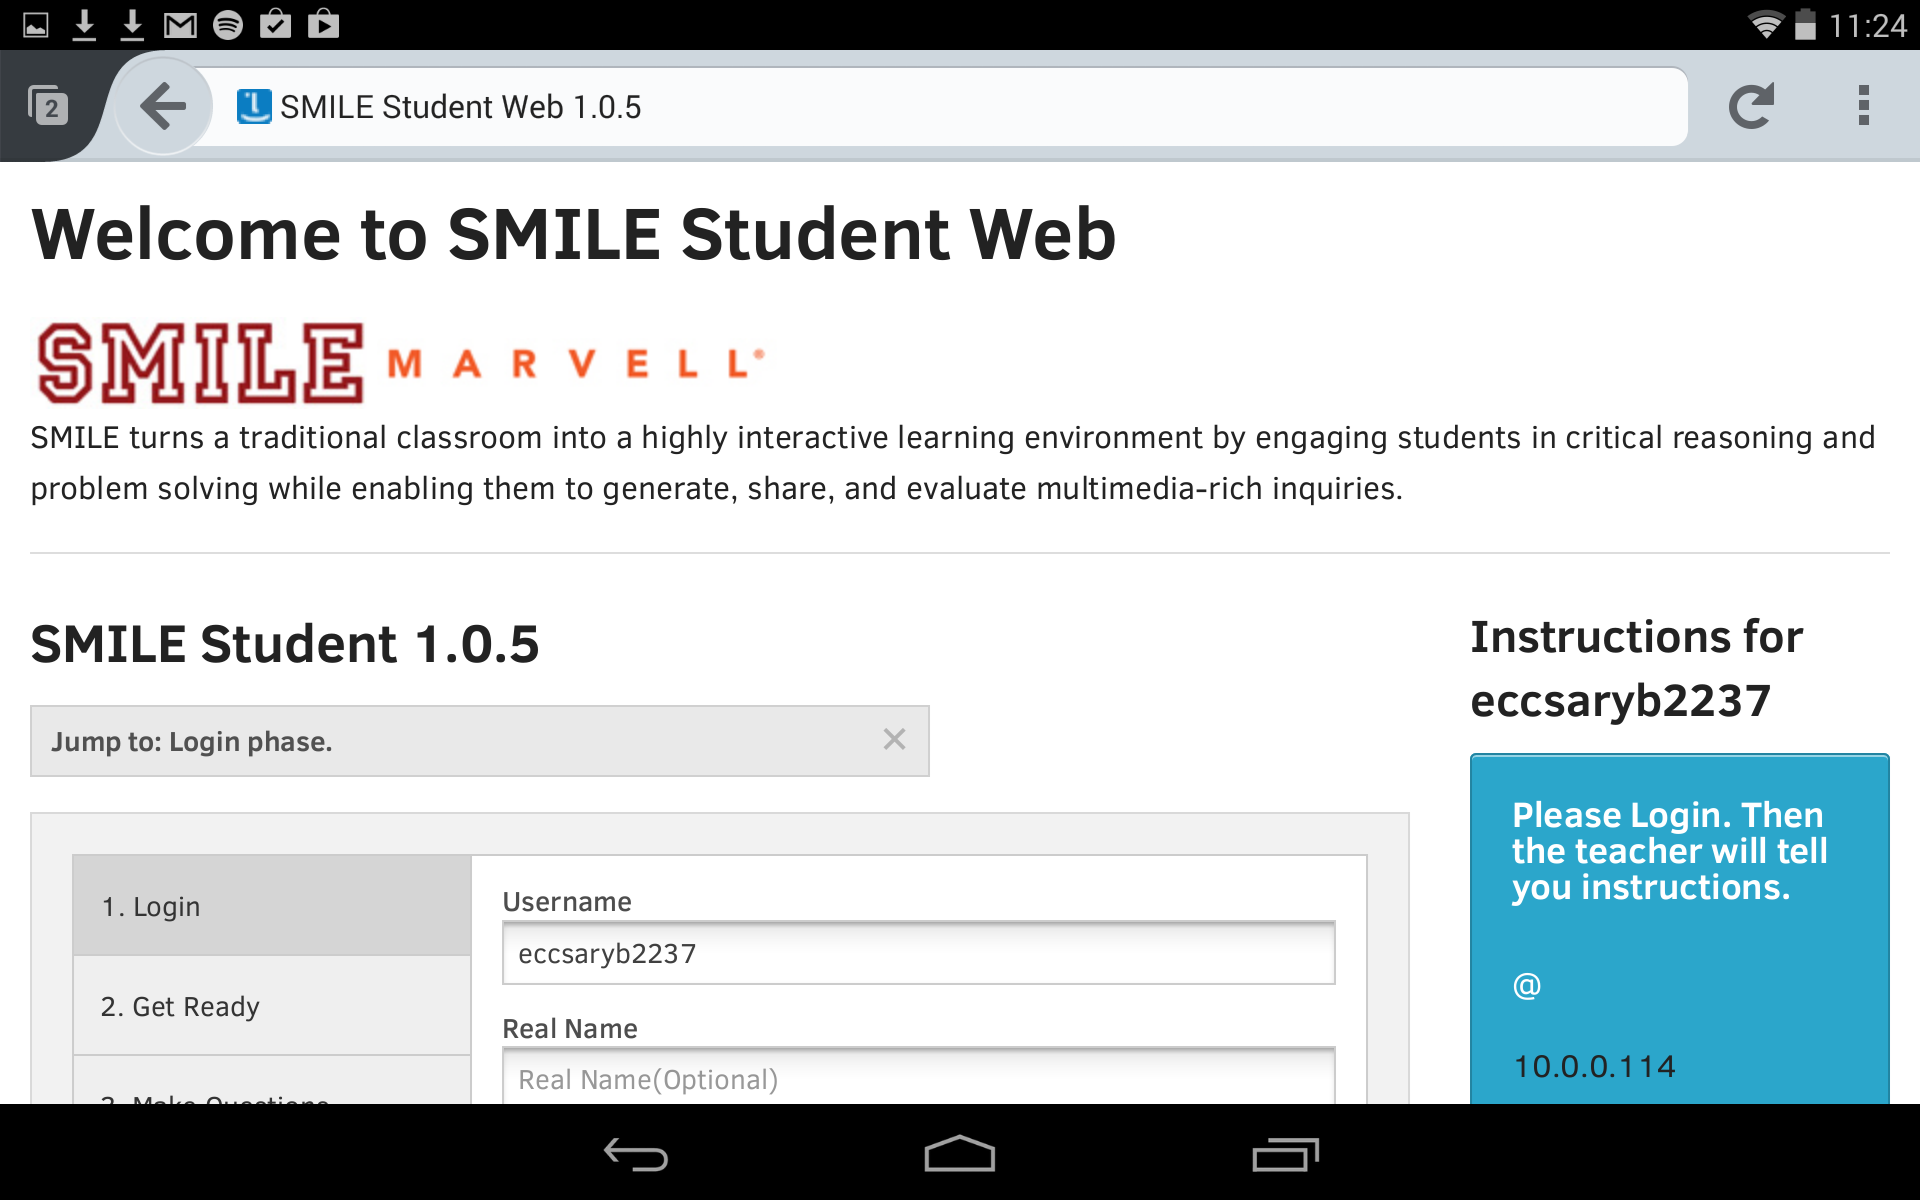 11:24
2
SMILE Student Web 1.0.5
Welcome to SMILE Student Web
SMILE MARVELL®
SMILE turns a traditional classroom into a highly interactive learning environment by engaging students in critical reasoning and
problem solving while enabling them to generate, share, and evaluate multimedia-rich inquiries.
SMILE Student 1.0.5
Jump to: Login phase.
1. Login
2. Get Ready
3. Make Questions
Username
eccsaryb2237
Real Name
Real Name(Optional)
Instructions for
eccsaryb2237
Please Login. Then
the teacher will tell
you instructions.
@
10.0.0.114